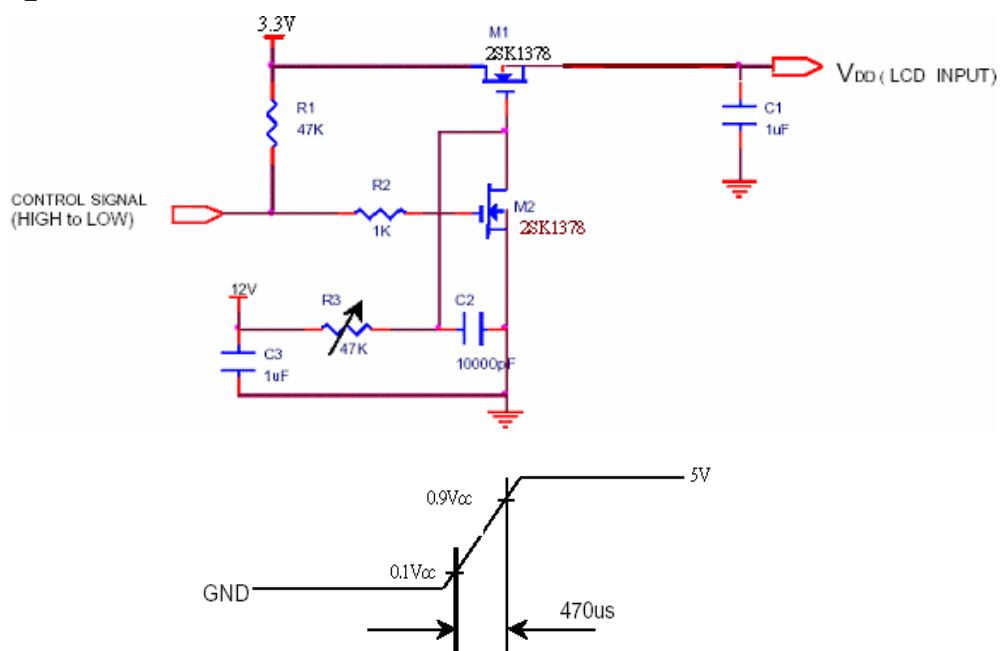 3.3V
M1
2SK1378
VDD ( LCD INPUT)
R1
47K
C1
1uF
CONTROL SIGNAL
(HIGH to LOW)
R2
1K
M2
2SK1378
12V
R3
47K
C2
10000pF
C3
1uF
0.9Vcc
5V
0.1Vcc
GND
470us